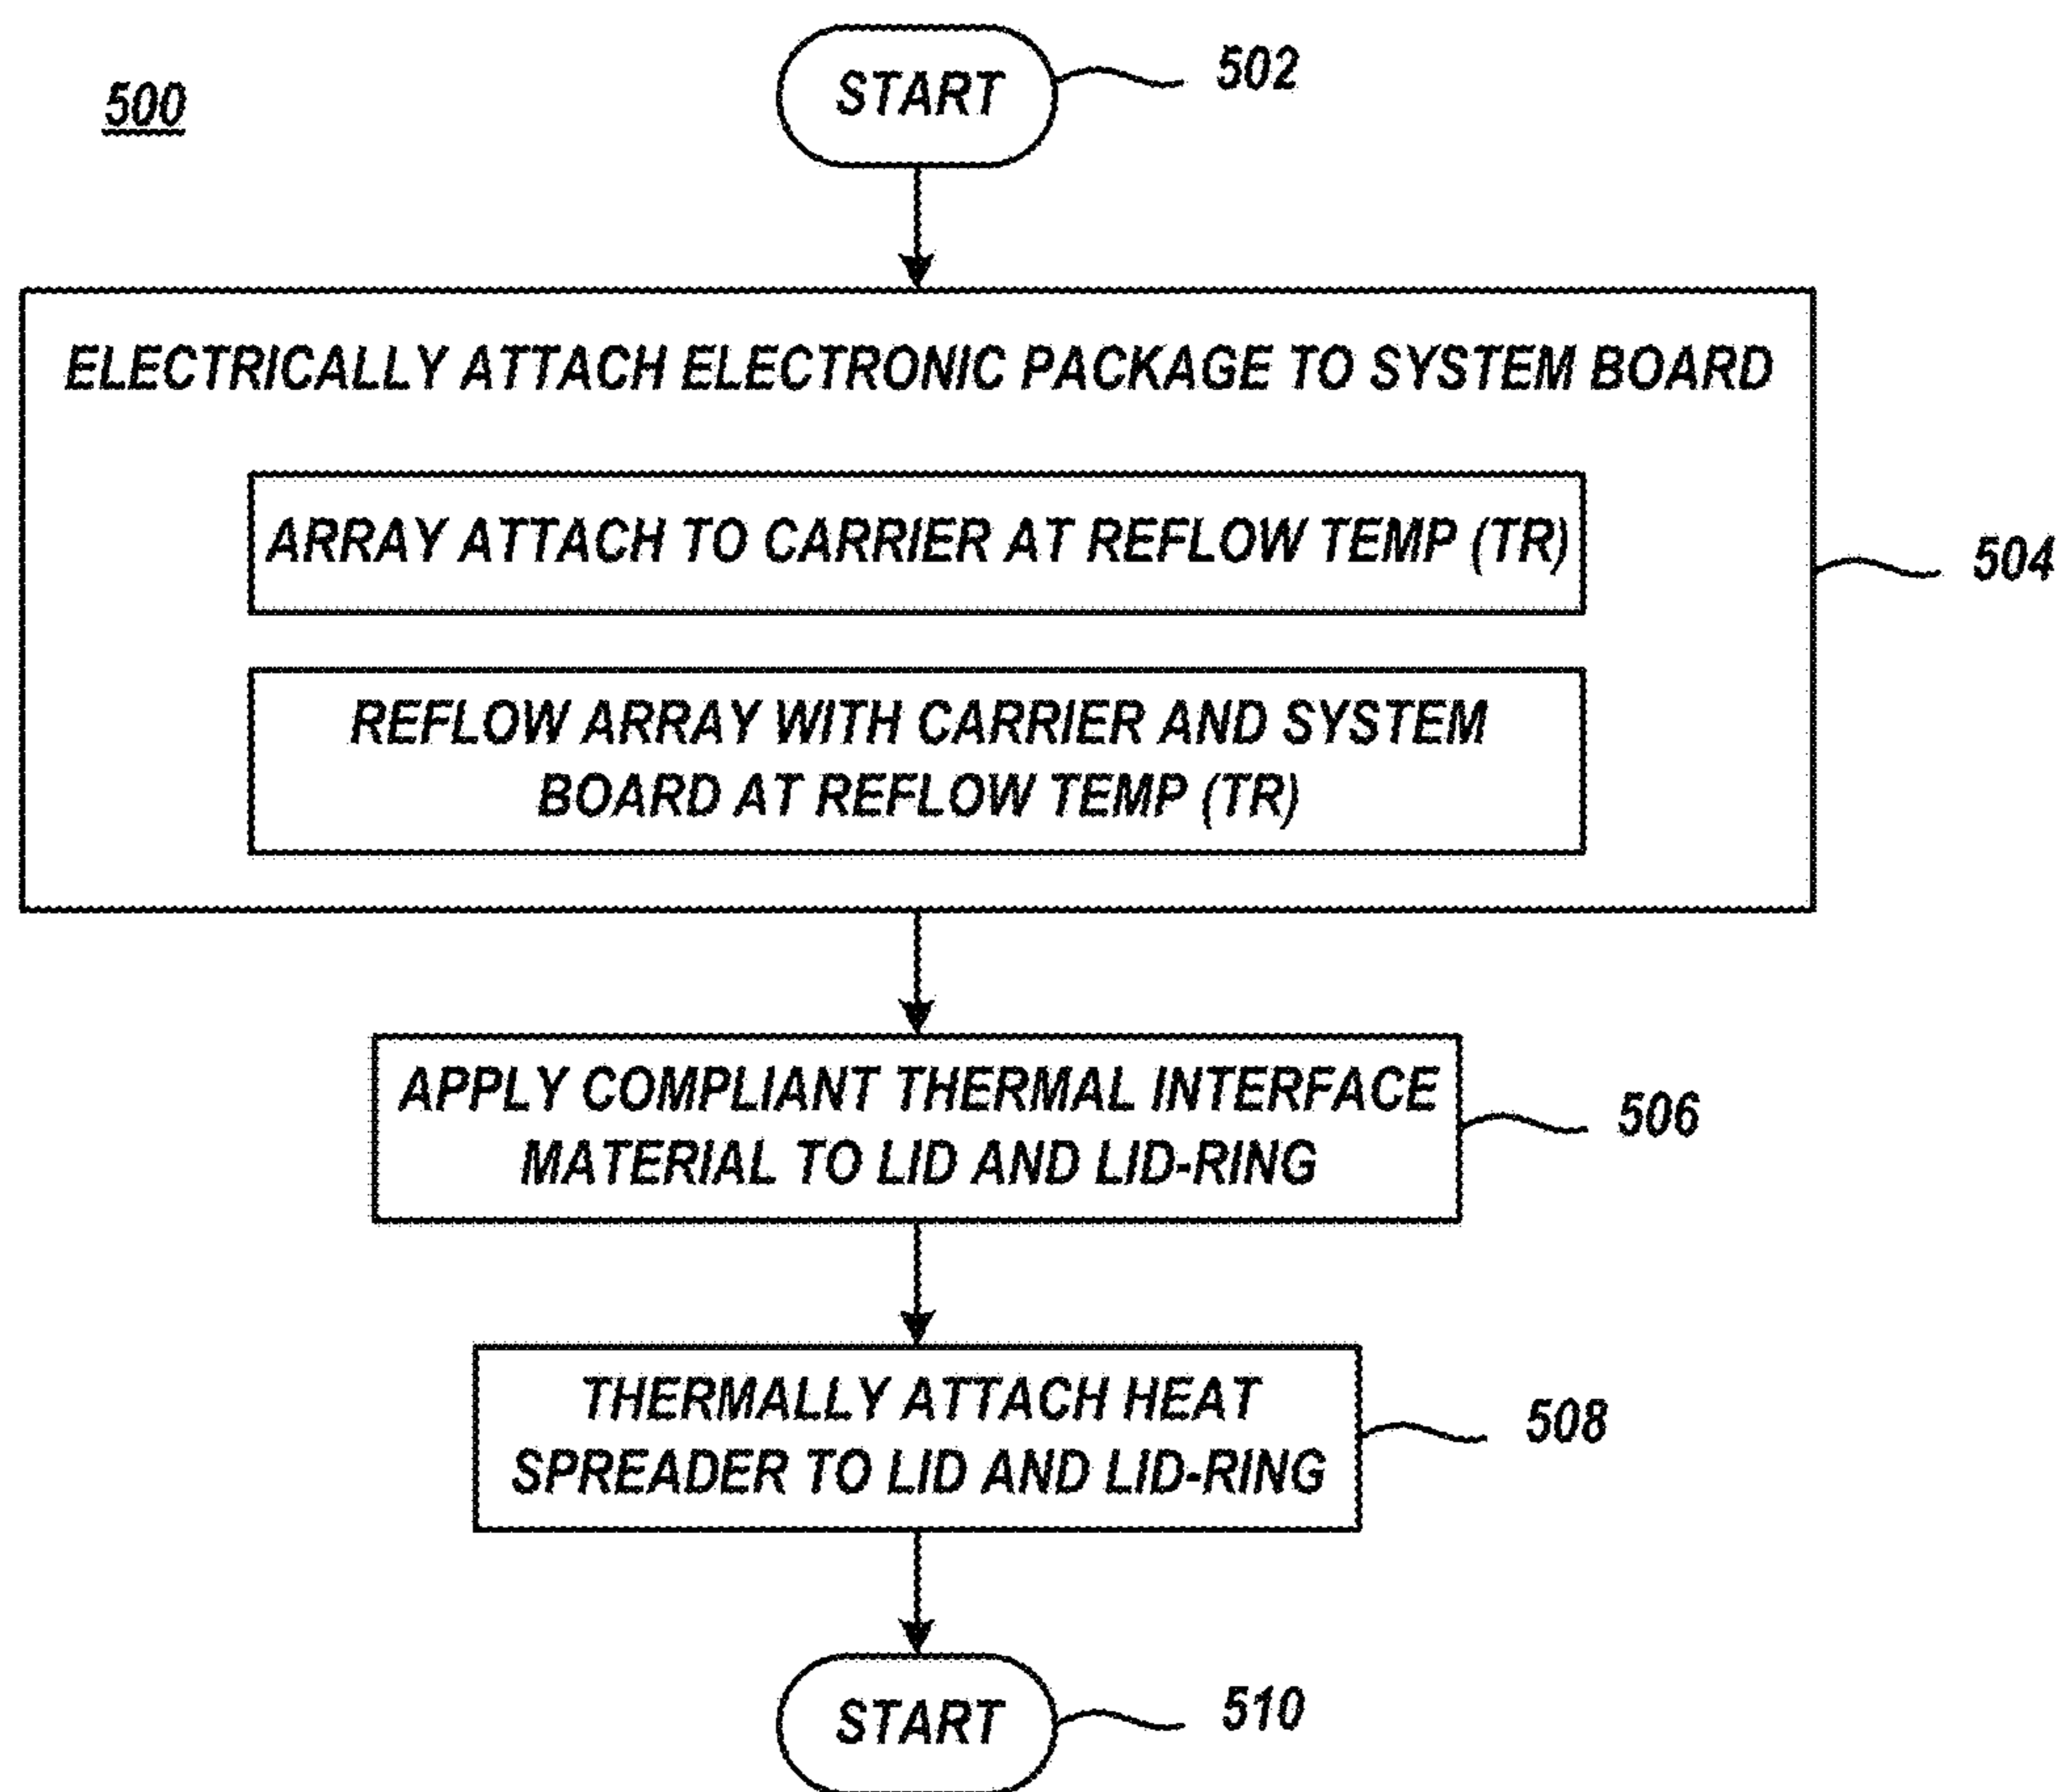 500
START
502
ELECTRICALLY ATTACH ELECTRONIC PACKAGE TO SYSTEM BOARD
ARRAY ATTACH TO CARRIER AT REFLOW TEMP (TR)
504
REFLOW ARRAY WITH CARRIER AND SYSTEM
BOARD AT REFLOW TEMP (TR)
APPLY COMPLIANT THERMAL INTERFACE
MATERIAL TO LID AND LID-RING
506
THERMALLY ATTACH HEAT
SPREADER TO LID AND LID-RING
508
START
510